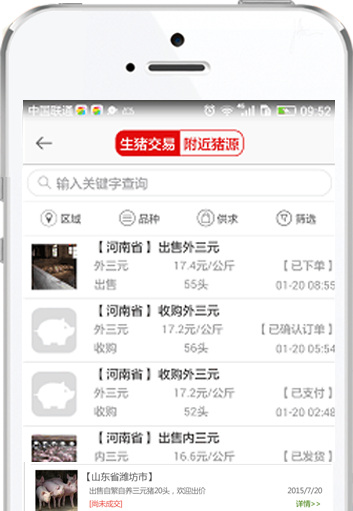 中国联通 4G 09:52
生猪交易 附近猪源
输入关键字查询
区域 品种 供求 筛选
【河南省】出售外三元
外三元 17.4元/公斤 【已下单】
出售 55头 01-20 08:55
【河南省】收购外三元
外三元 17.2元/公斤 【已确认订单】
收购 56头 01-20 05:54
【河南省】收购外三元
外三元 17.2元/公斤 【已支付】
收购 52头 01-20 02:48
【河南省】出售内三元
内三元 16.6元/公斤 【已发货】
【山东省潍坊市】
出售自繁自养三元猪20头，欢迎出价 2015/7/20
[尚未成交] 详情>>